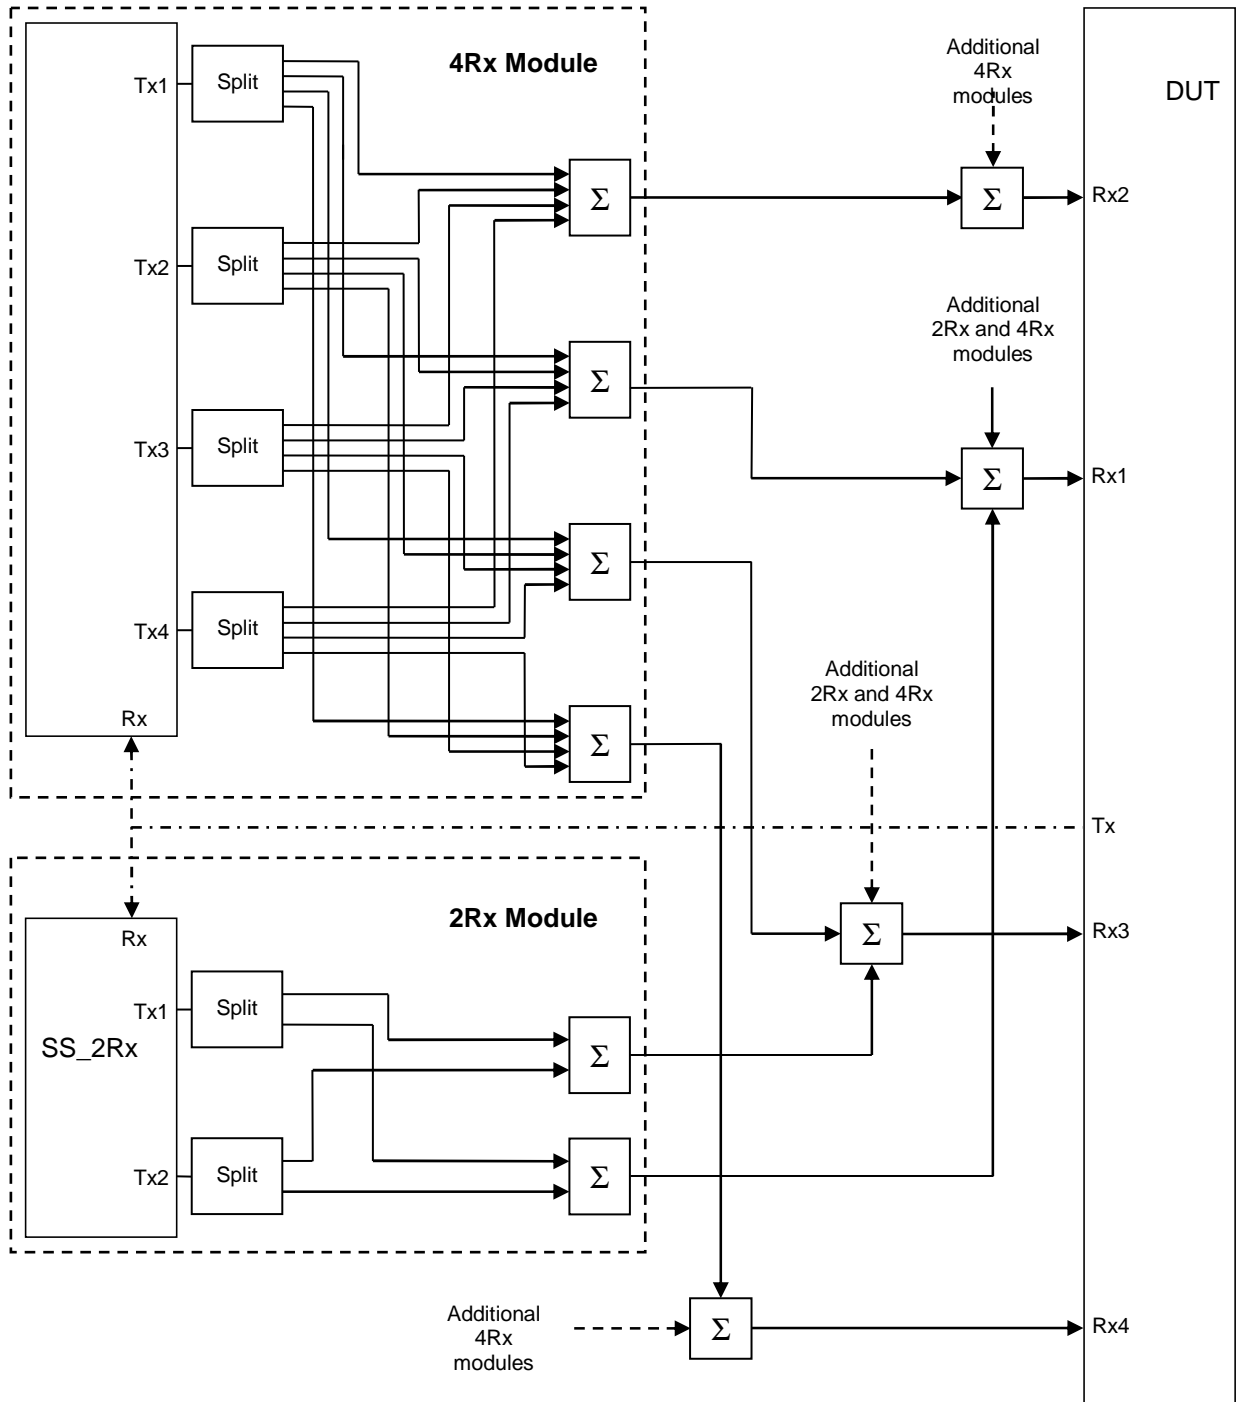 4Rx Module
Tx1
Split
Σ
Tx2
Split
Σ
Tx3
Split
Σ
Tx4
Split
Σ
Rx
Additional
4Rx
modules
Σ
Rx2
DUT
Additional
2Rx and 4Rx
modules
Σ
Rx1
Additional
2Rx and 4Rx
modules
Tx
Σ
Rx3
2Rx Module
Rx
SS_2Rx
Tx1
Split
Σ
Tx2
Split
Σ
Additional
4Rx
modules
Σ
Rx4